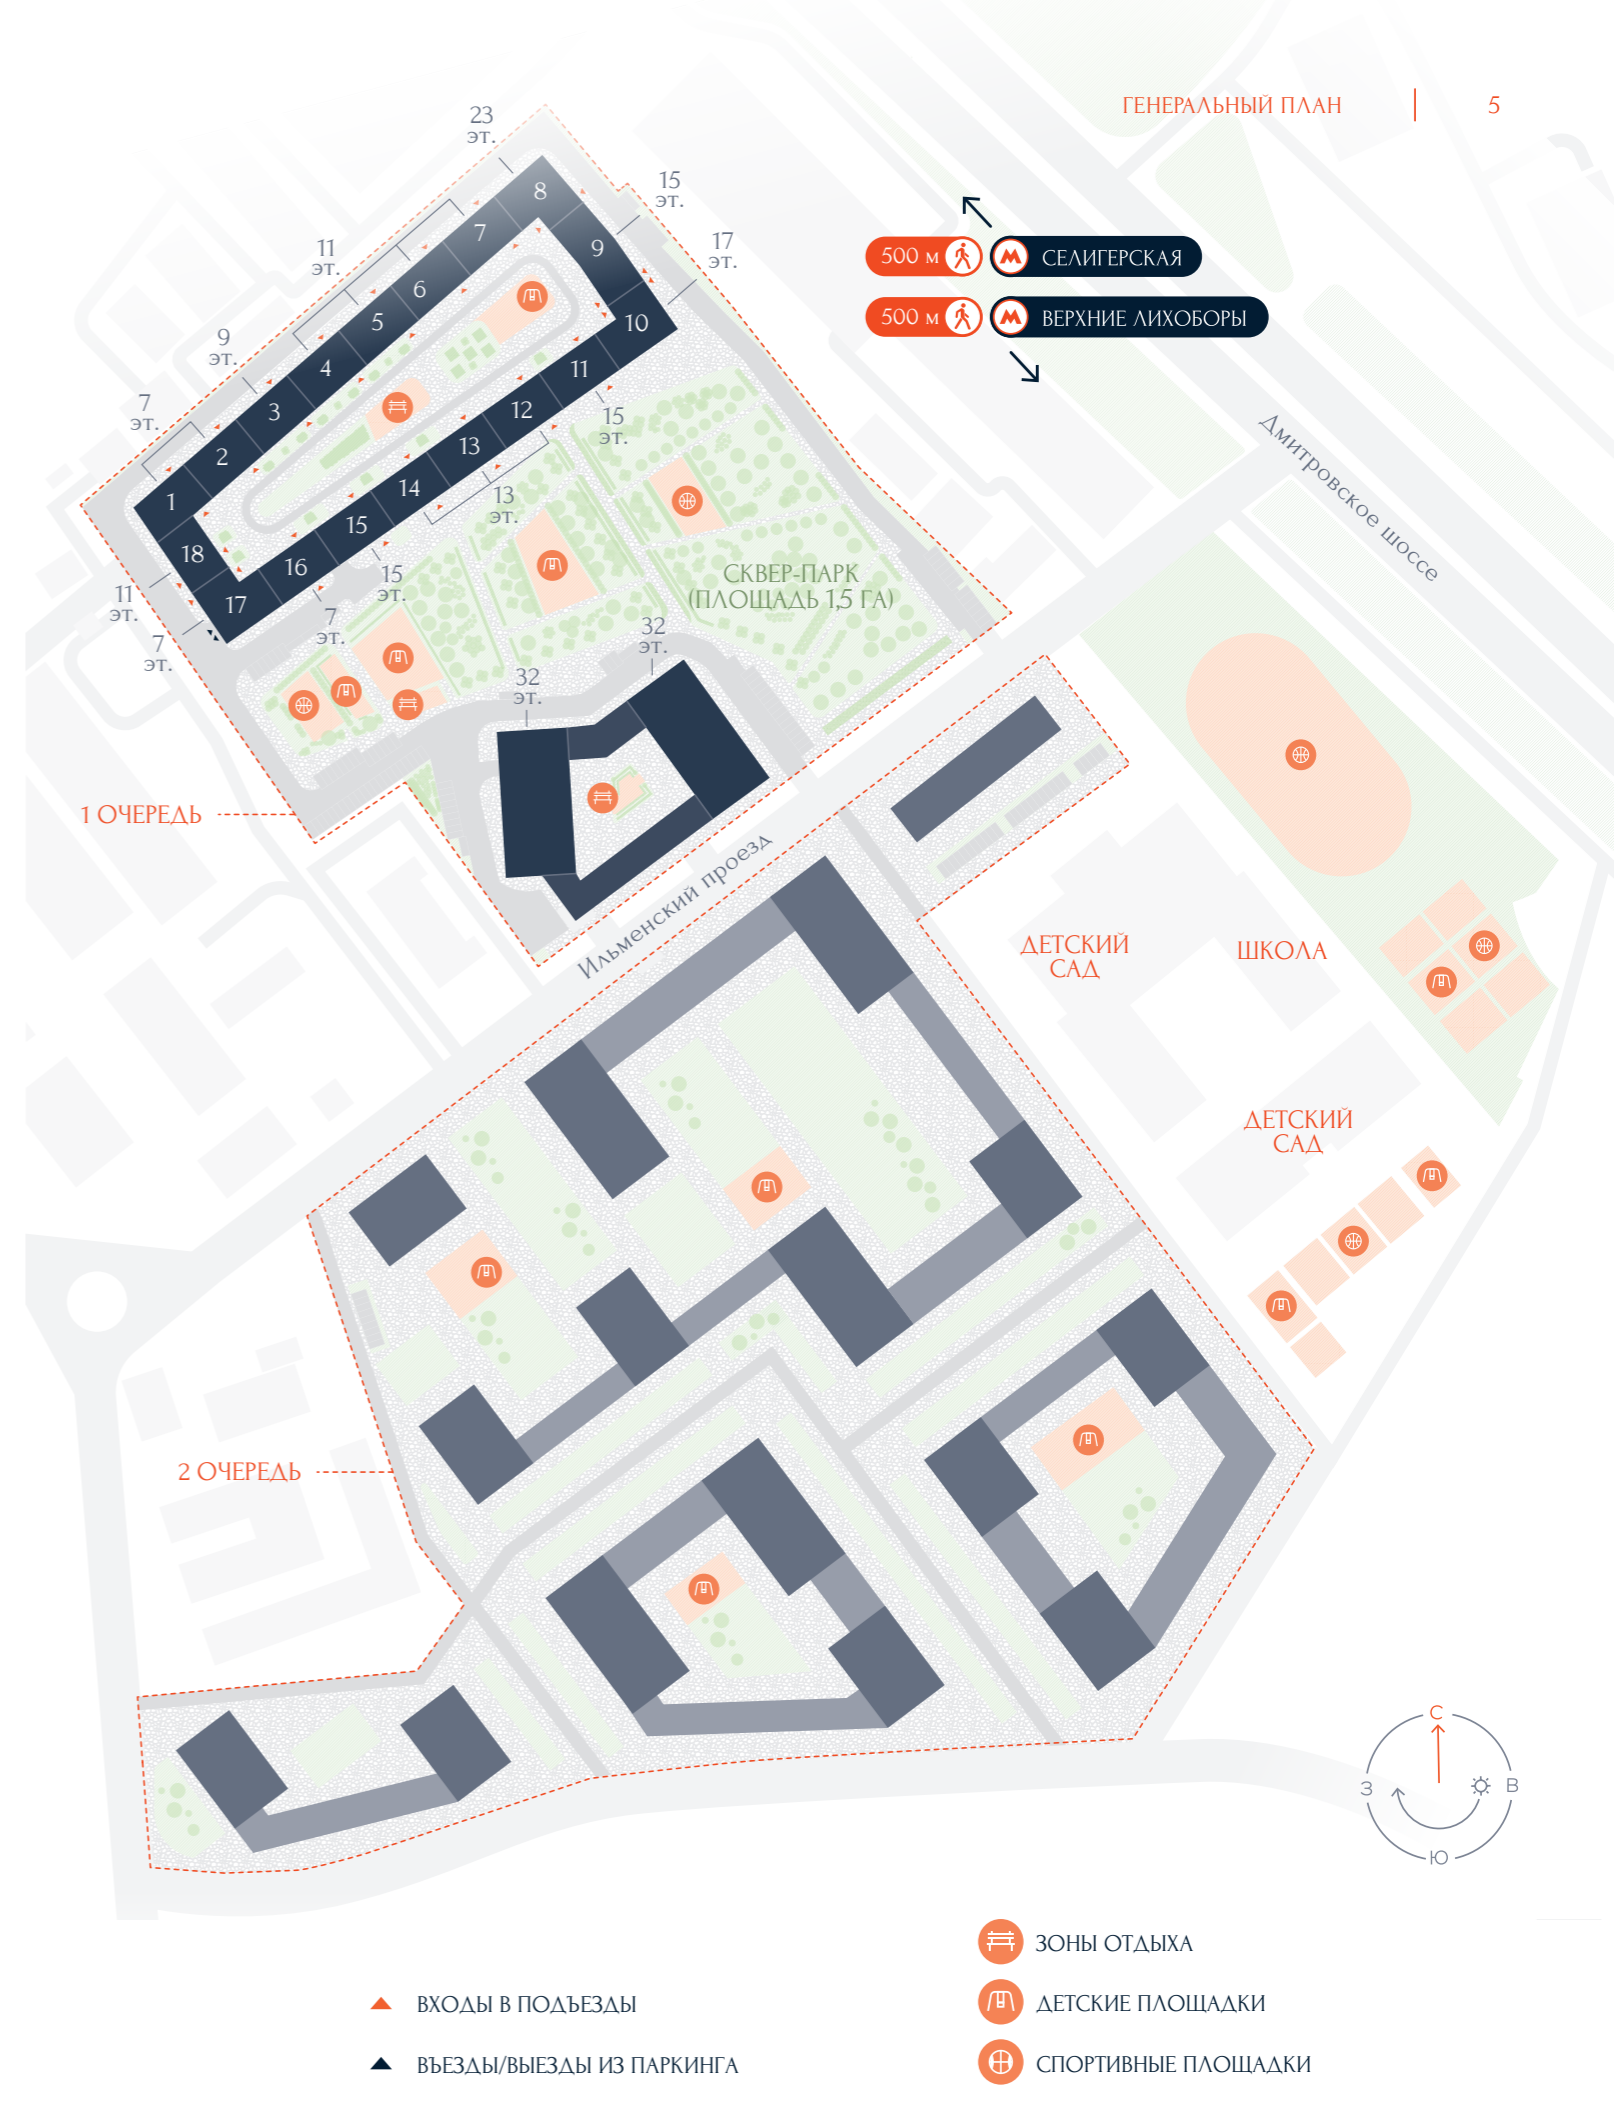 ГЕНЕРАЛЬНЫЙ ПЛАН
5
23
ЭТ.
15
ЭТ.
17
ЭТ.
11
ЭТ.
9
ЭТ.
7
ЭТ.
500 м
СЕЛИГЕРСКАЯ
500 м
ВЕРХНИЕ ЛИХОБОРЫ
8
7
9
6
5
10
4
11
3
12
2
13
1
14
15
18
16
17
15
ЭТ.
13
ЭТ.
15
ЭТ.
7
ЭТ.
11
ЭТ.
7
ЭТ.
32
ЭТ.
32
ЭТ.
СКВЕР-ПАРК
(ПЛОЩАДЬ 1,5 ГА)
Дмитровское шоссе
1 ОЧЕРЕДЬ
Ильменский проезд
ДЕТСКИЙ
САД
ШКОЛА
ДЕТСКИЙ
САД
2 ОЧЕРЕДЬ
С
З
В
Ю
ВХОДЫ В ПОДЪЕЗДЫ
ВЪЕЗДЫ/ВЫЕЗДЫ ИЗ ПАРКИНГА
ЗОНЫ ОТДЫХА
ДЕТСКИЕ ПЛОЩАДКИ
СПОРТИВНЫЕ ПЛОЩАДКИ